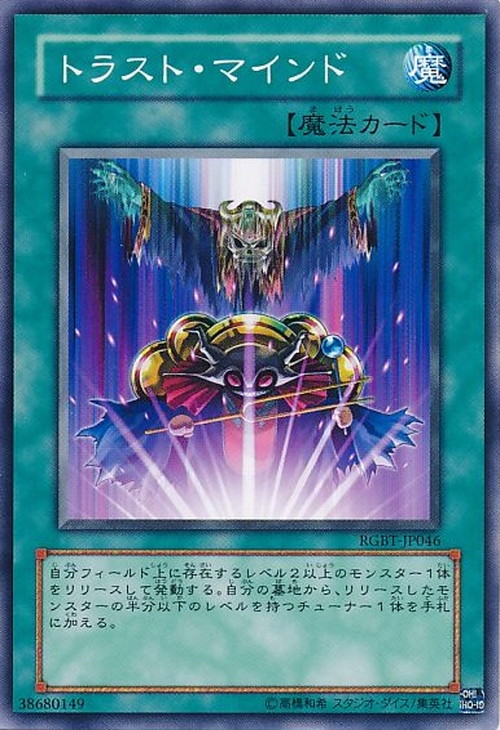 トラスト・マインド
魔
【魔法カード】
RGBT-JP046
自分フィールド上に存在するレベル2以上のモンスター1体
をリリースして発動する。自分の墓地から、リリースしたモ
ンスターの半分以下のレベルを持つチューナー1体を手札
に加える。
38680149
©高橋和希 スタジオ・ダイス/集英社